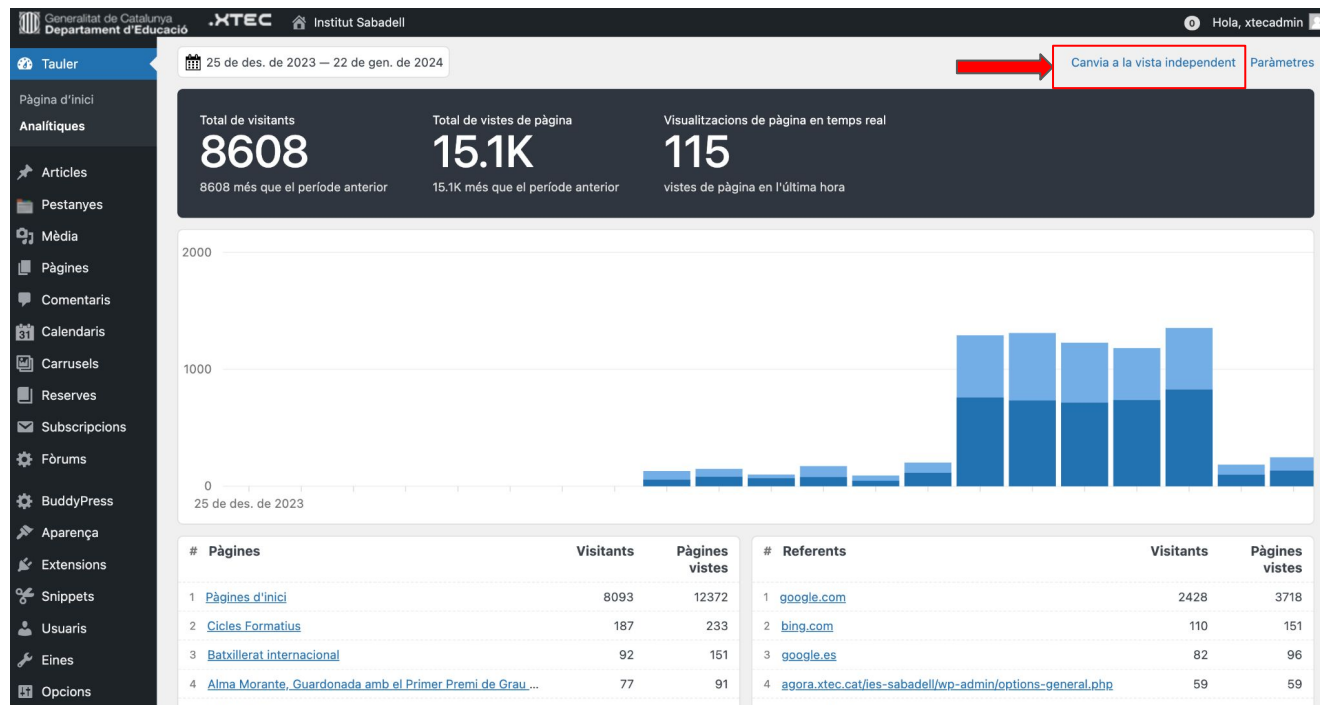 Generalitat de Catalunya
Departament d'Educació
.XTEC
Institut Sabadell
0
Hola, xtecadmin
Tauler
25 de des. de 2023 — 22 de gen. de 2024
Canvia a la vista independent
Paràmetres
Pàgina d'inici
Analítiques
Articles
Pestanyes
Mèdia
Pàgines
Comentaris
31
Calendaris
Carrusels
Reserves
Subscripcions
Fòrums
BuddyPress
Aparença
Extensions
Snippets
Usuaris
Eines
Opcions
Total de visitants
8608
8608 més que el període anterior
Total de vistes de pàgina
15.1K
15.1K més que el període anterior
Visualitzacions de pàgina en temps real
115
vistes de pàgina en l'última hora
2000
1000
0
25 de des. de 2023
# Pàgines Visitants Pàgines vistes
1 Pàgines d'inici 8093 12372
2 Cicles Formatius 187 233
3 Batxillerat internacional 92 151
4 Alma Morante, Guardonada amb el Primer Premi de Grau ... 77 91
# Referents Visitants Pàgines vistes
1 google.com 2428 3718
2 bing.com 110 151
3 google.es 82 96
4 agora.xtec.cat/ies-sabadell/wp-admin/options-general.php 59 59